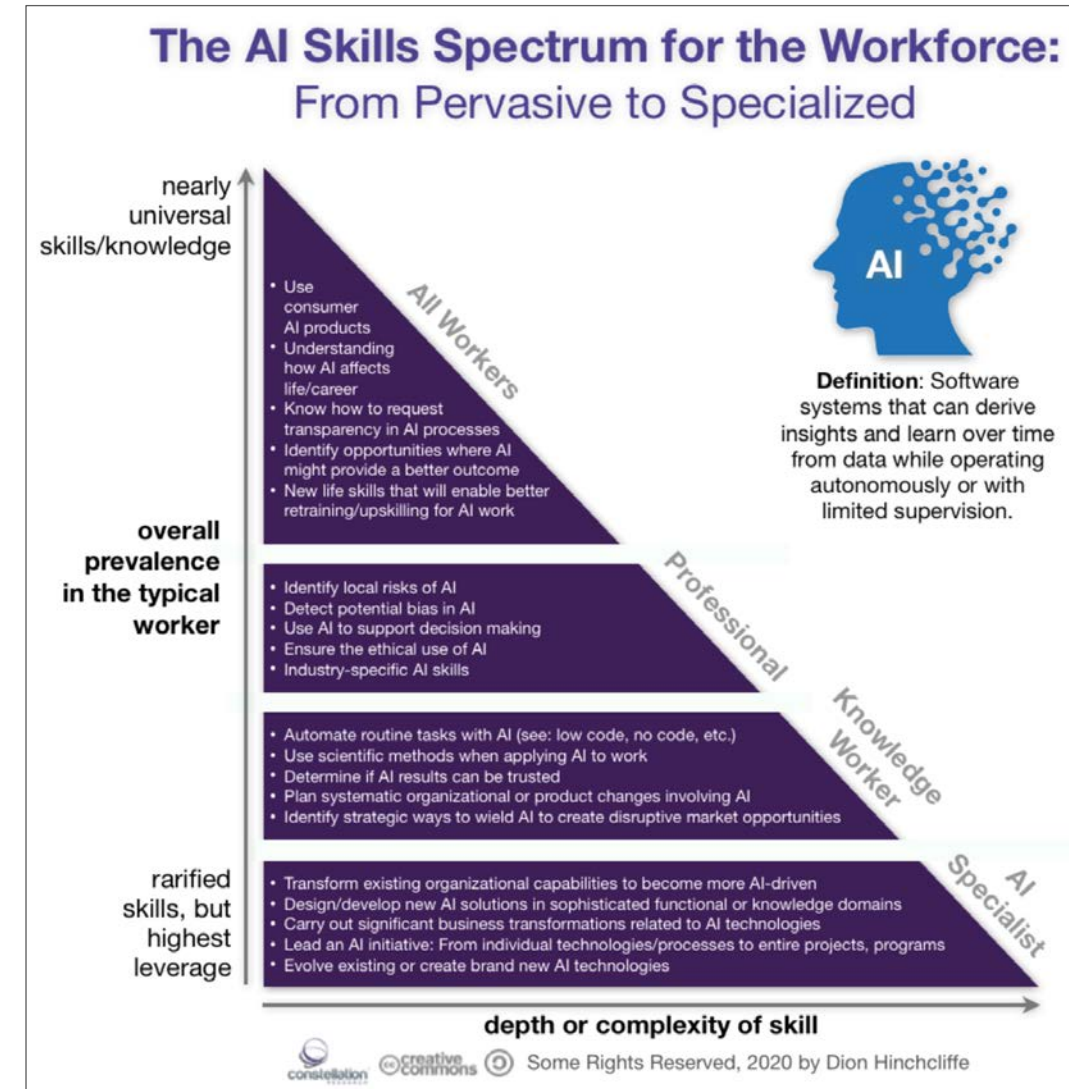 The AI Skills Spectrum for the Workforce:
From Pervasive to Specialized
nearly
universal
skills/knowledge
• Use
consumer
AI products
• Understanding
how AI affects
life/career
• Know how to request
transparency in AI processes
• Identify opportunities where AI
might provide a better outcome
• New life skills that will enable better
retraining/upskilling for AI work
All Workers
AI
Definition: Software
systems that can derive
insights and learn over time
from data while operating
autonomously or with
limited supervision.
overall
prevalence
in the typical
worker
• Identify local risks of AI
• Detect potential bias in AI
• Use AI to support decision making
• Ensure the ethical use of AI
• Industry-specific AI skills
Professional
• Automate routine tasks with AI (see: low code, no code, etc.)
• Use scientific methods when applying AI to work
• Determine if AI results can be trusted
• Plan systematic organizational or product changes involving AI
• Identify strategic ways to wield AI to create disruptive market opportunities
Knowledge
Worker
rarified
skills, but
highest
leverage
• Transform existing organizational capabilities to become more AI-driven
• Design/develop new AI solutions in sophisticated functional or knowledge domains
• Carry out significant business transformations related to AI technologies
• Lead an AI initiative: From individual technologies/processes to entire projects, programs
• Evolve existing or create brand new AI technologies
AI
Specialist
depth or complexity of skill
constellation
RESEARCH
cc creative
commons
Some Rights Reserved, 2020 by Dion Hinchcliffe